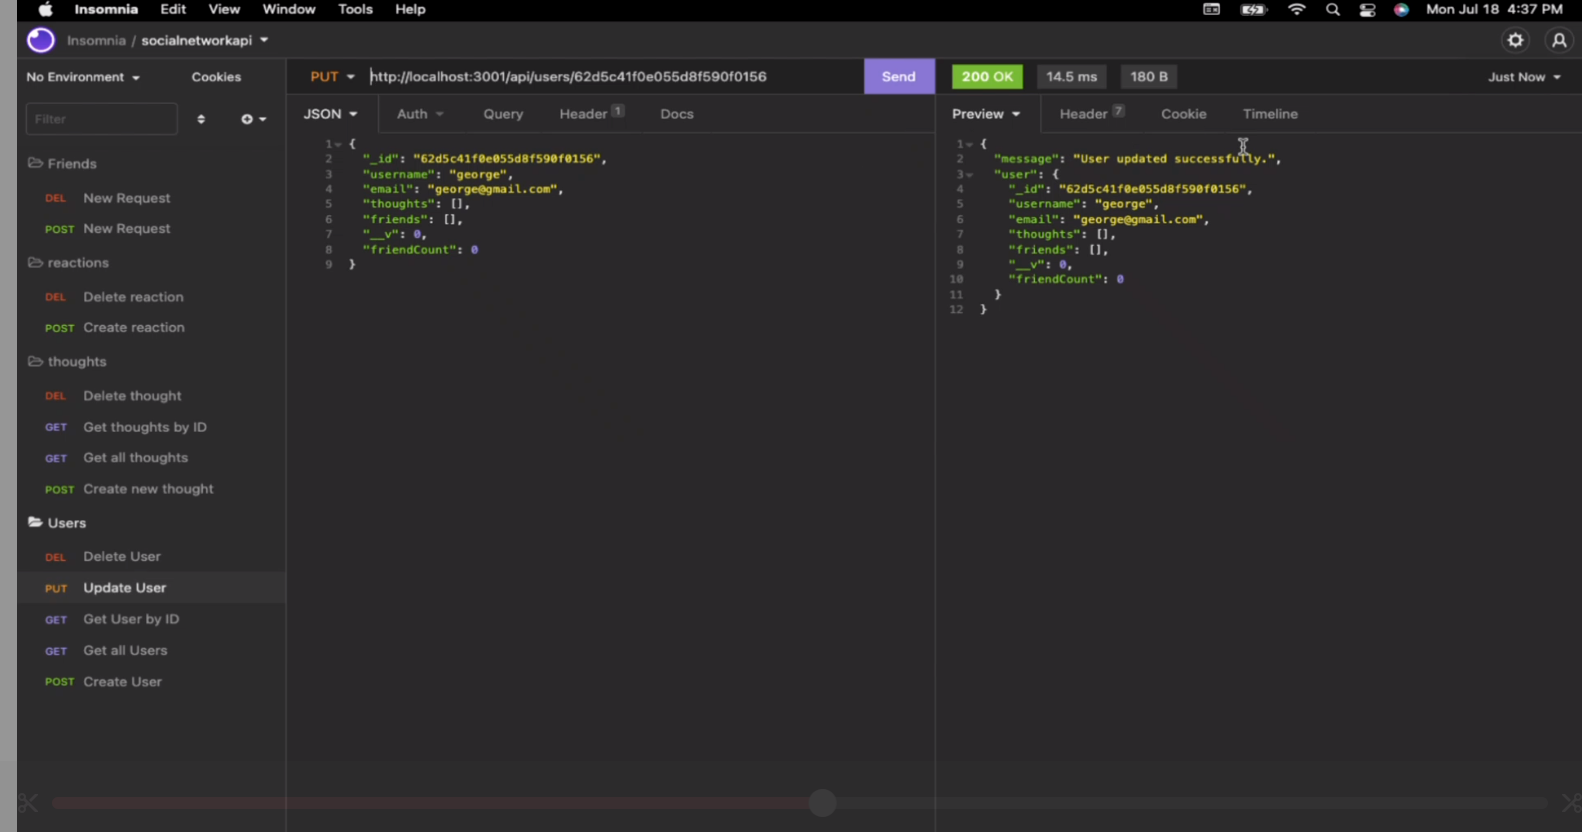 Insomnia Edit View Window Tools Help Mon Jul 18 4:37 PM
Insomnia / socialnetworkapi
No Environment Cookies
Filter
Friends
DEL New Request
POST New Request
reactions
DEL Delete reaction
POST Create reaction
thoughts
DEL Delete thought
GET Get thoughts by ID
GET Get all thoughts
POST Create new thought
Users
DEL Delete User
PUT Update User
GET Get User by ID
GET Get all Users
POST Create User
PUT http://localhost:3001/api/users/62d5c41f0e055d8f590f0156 Send
JSON Auth Query Header 1 Docs
1 {
2 "_id": "62d5c41f0e055d8f590f0156",
3 "username": "george",
4 "email": "george@gmail.com",
5 "thoughts": [],
6 "friends": [],
7 "__v": 0,
8 "friendCount": 0
9 }
200 OK 14.5 ms 180 B Just Now
Preview Header 7 Cookie Timeline
1 {
2 "message": "User updated successfully.",
3 "user": {
4 "_id": "62d5c41f0e055d8f590f0156",
5 "username": "george",
6 "email": "george@gmail.com",
7 "thoughts": [],
8 "friends": [],
9 "__v": 0,
10 "friendCount": 0
11 }
12 }